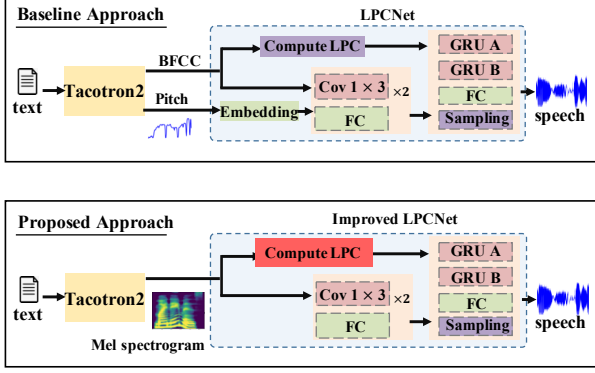 Baseline Approach
LPCNet
BFCC
Compute LPC
GRU A
GRU B
text
Tacotron2
Cov 1 × 3
×2
Pitch
Embedding
FC
FC
Sampling
speech
Proposed Approach
Improved LPCNet
Compute LPC
GRU A
GRU B
text
Tacotron2
Cov 1 × 3
×2
FC
FC
Sampling
speech
Mel spectrogram